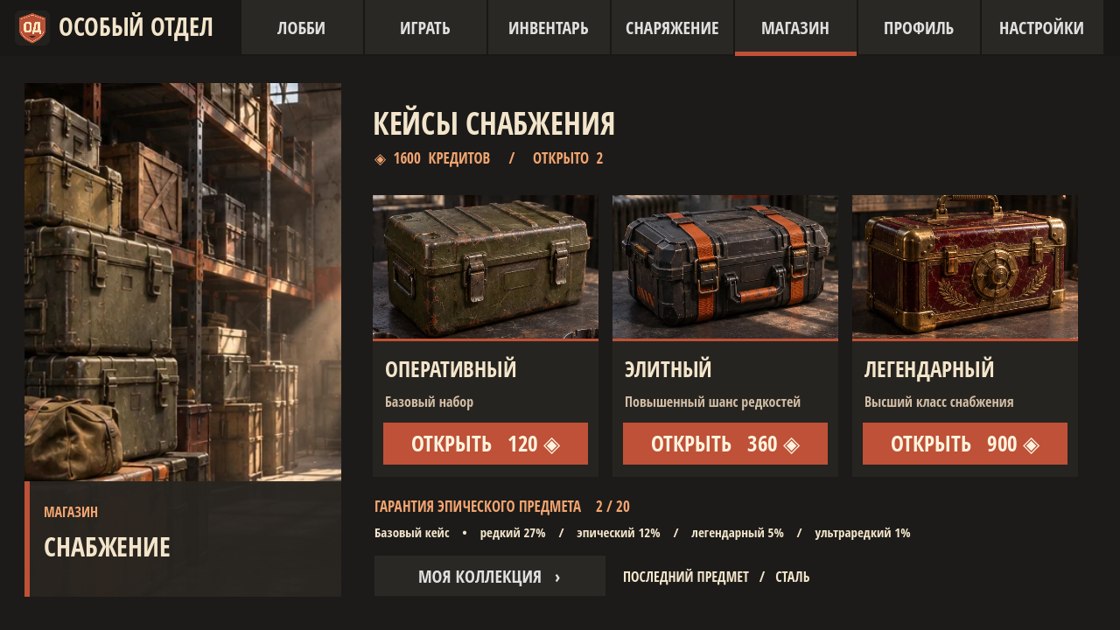 ОД ОСОБЫЙ ОТДЕЛ
ЛОББИ
ИГРАТЬ
ИНВЕНТАРЬ
СНАРЯЖЕНИЕ
МАГАЗИН
ПРОФИЛЬ
НАСТРОЙКИ
КЕЙСЫ СНАБЖЕНИЯ
◈ 1600 КРЕДИТОВ / ОТКРЫТО 2
ОПЕРАТИВНЫЙ
Базовый набор
ОТКРЫТЬ 120 ◈
ЭЛИТНЫЙ
Повышенный шанс редкостей
ОТКРЫТЬ 360 ◈
ЛЕГЕНДАРНЫЙ
Высший класс снабжения
ОТКРЫТЬ 900 ◈
МАГАЗИН
СНАБЖЕНИЕ
ГАРАНТИЯ ЭПИЧЕСКОГО ПРЕДМЕТА 2 / 20
Базовый кейс • редкий 27% / эпический 12% / легендарный 5% / ультраредкий 1%
МОЯ КОЛЛЕКЦИЯ ›
ПОСЛЕДНИЙ ПРЕДМЕТ / СТАЛЬ